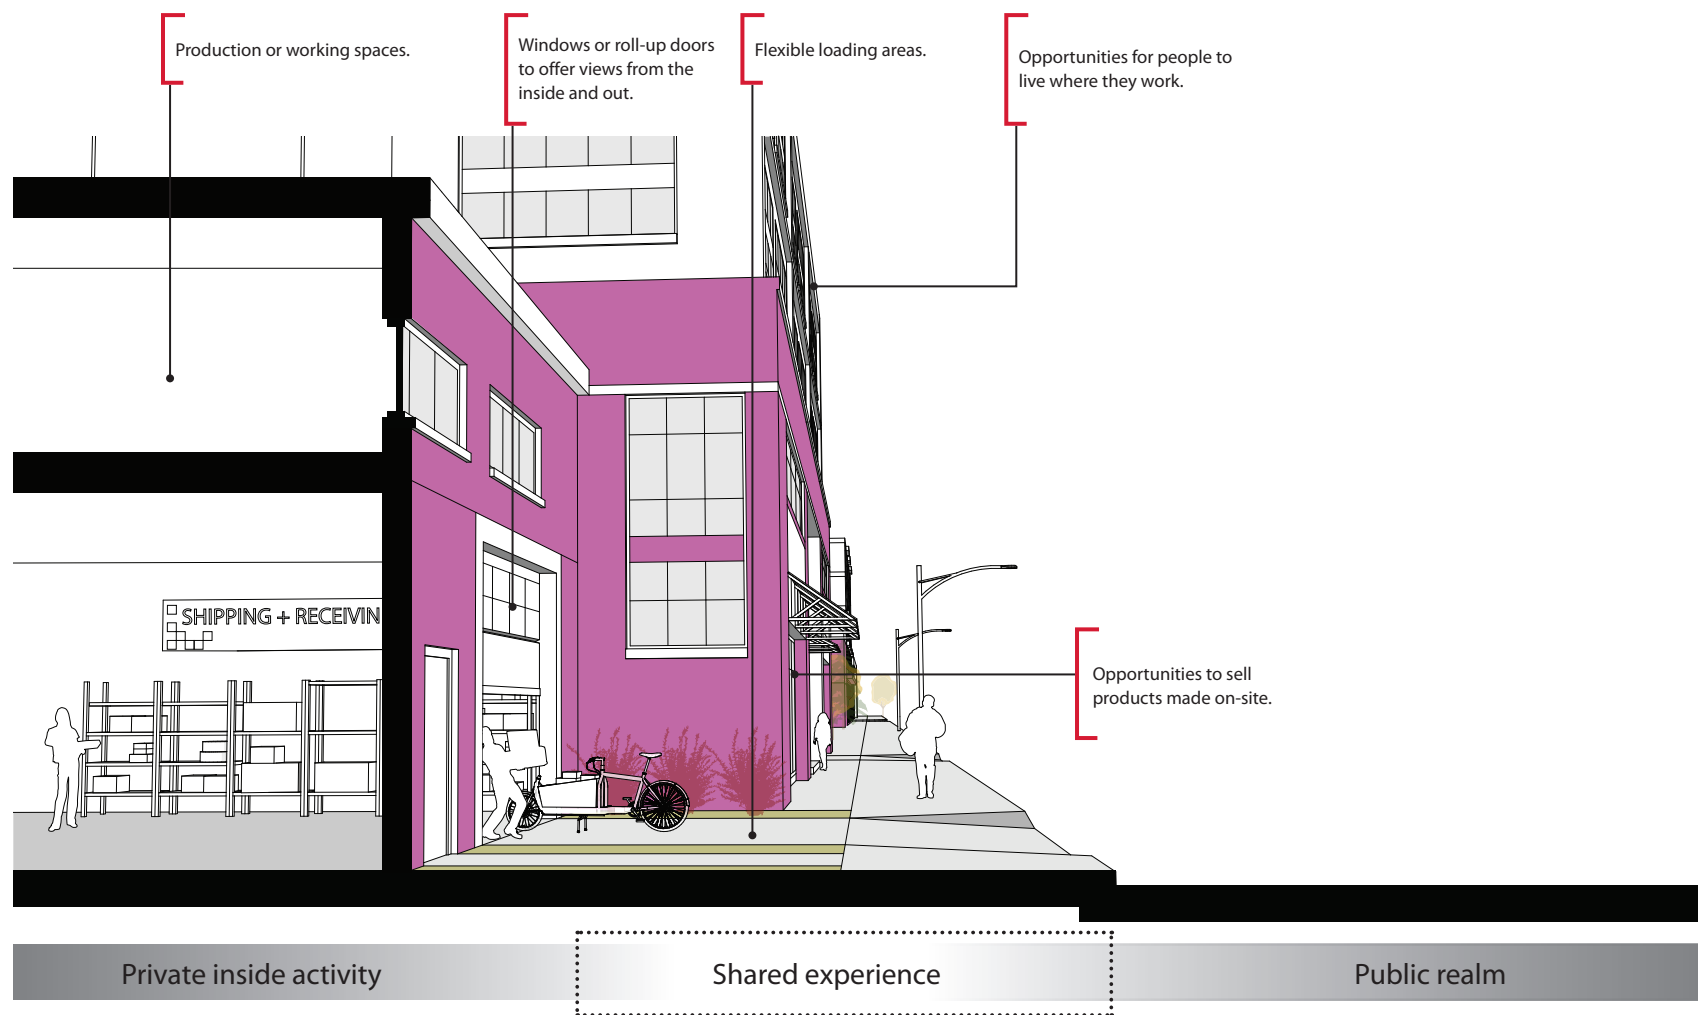 Production or working spaces.
Windows or roll-up doors
to offer views from the
inside and out.
Flexible loading areas.
Opportunities for people to
live where they work.
SHIPPING + RECEIVIN
Opportunities to sell
products made on-site.
Private inside activity
Shared experience
Public realm